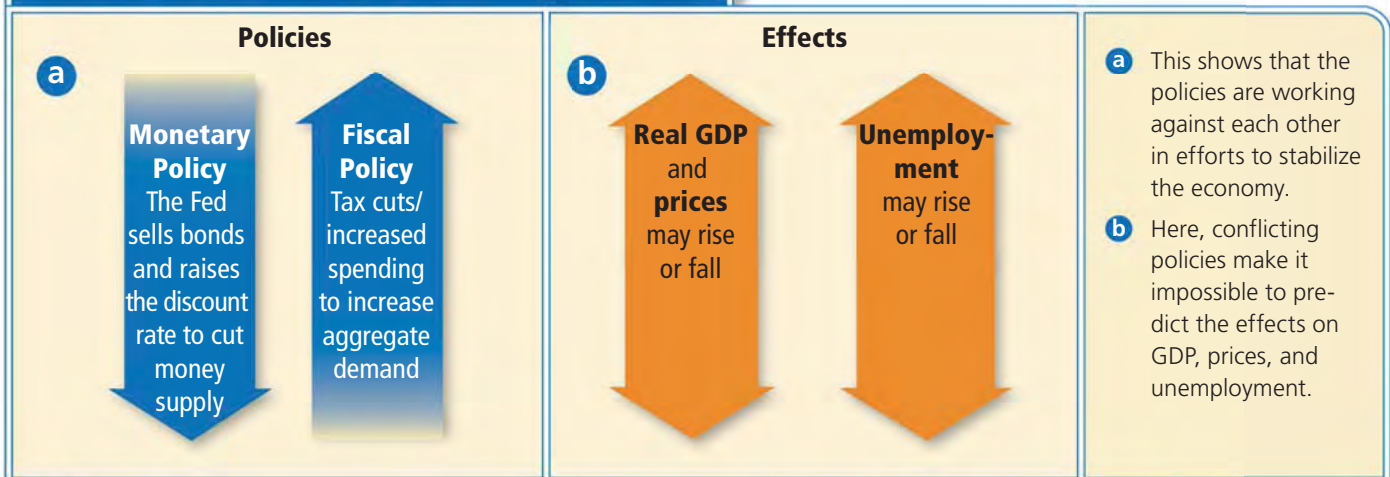 Policies
a
Monetary
Policy
The Fed
sells bonds
and raises
the discount
rate to cut
money
supply
Fiscal
Policy
Tax cuts/
increased
spending
to increase
aggregate
demand
Effects
b
Real GDP
and
prices
may rise
or fall
Unemploy-
ment
may rise
or fall
a This shows that the
policies are working
against each other
in efforts to stabilize
the economy.
b Here, conflicting
policies make it
impossible to pre-
dict the effects on
GDP, prices, and
unemployment.